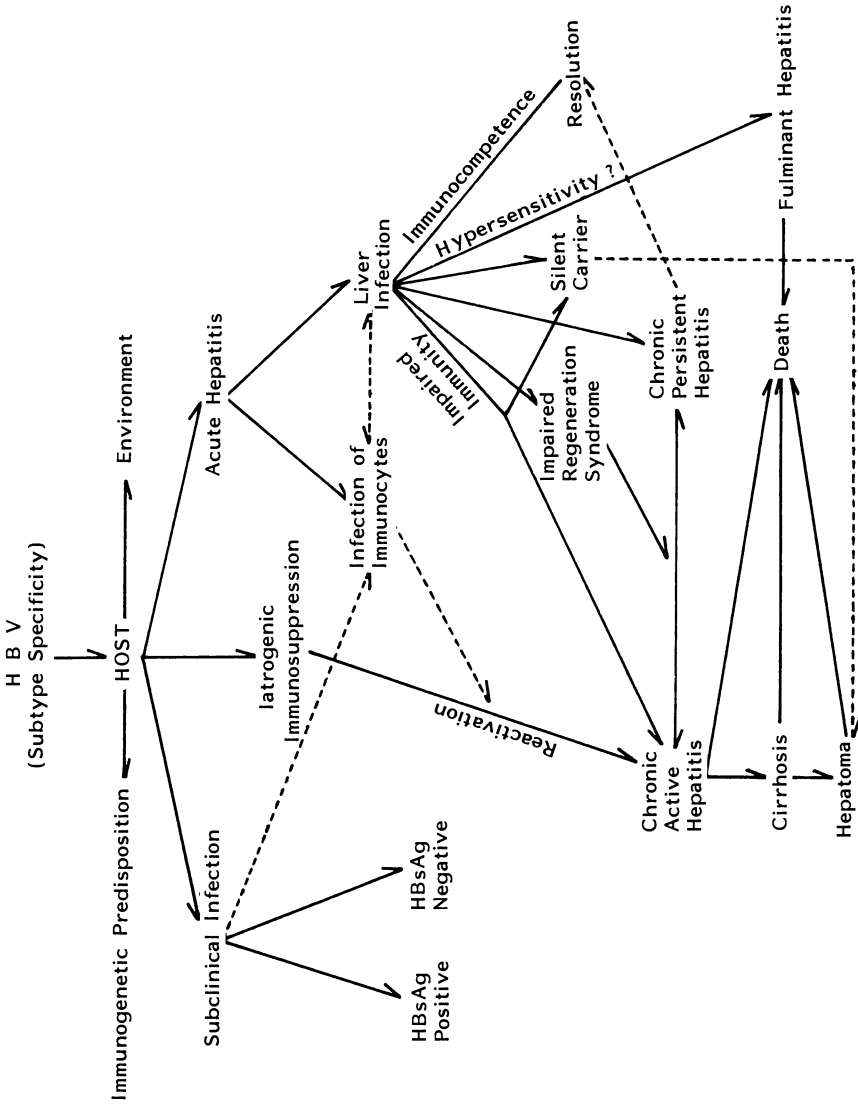 H B V
(Subtype Specificity)
Immunogenetic Predisposition
HOST
Environment
Subclinical Infection
Acute Hepatitis
Iatrogenic
Immunosuppression
Infection of
Immunocytes
Liver
Infection
HBsAg
Positive
HBsAg
Negative
Reactivation
Impaired
Immunity
Immunocompetence
Hypersensitivity ?
Impaired
Regeneration
Syndrome
Silent
Carrier
Resolution
Chronic
Active
Hepatitis
Chronic
Persistent
Hepatitis
Cirrhosis
Death
Fulminant Hepatitis
Hepatoma